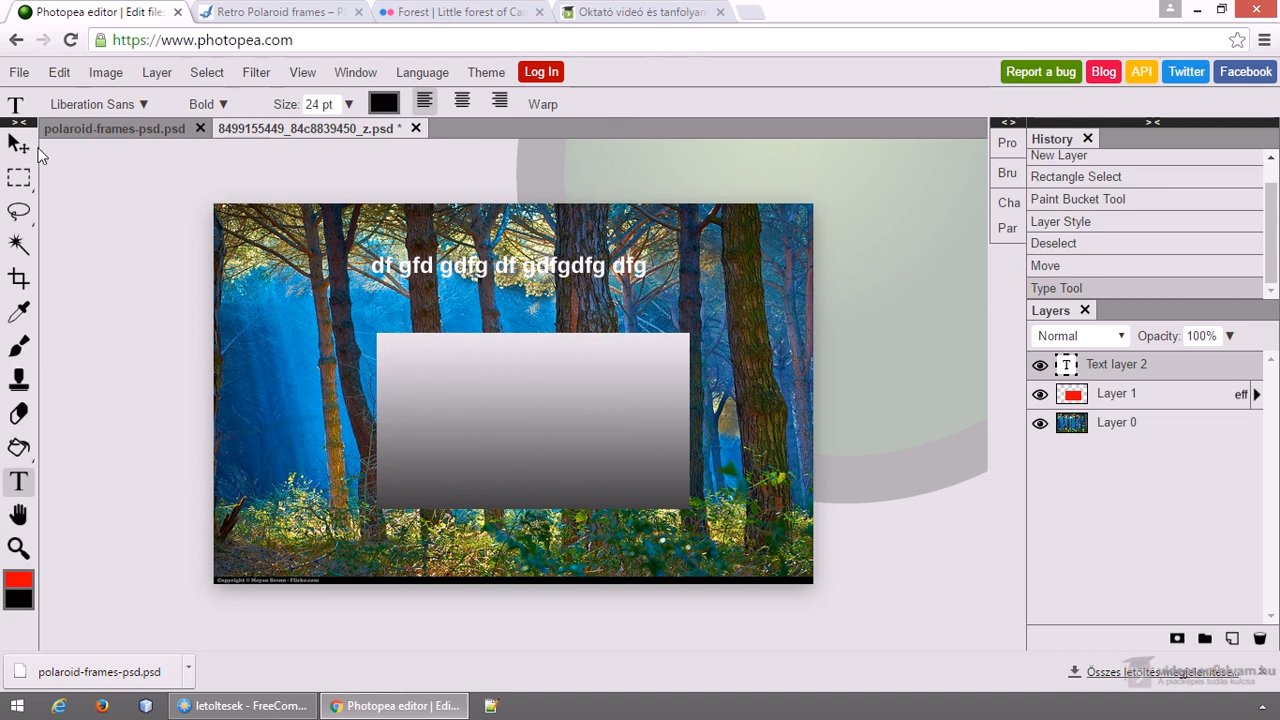 Photopea editor | Edit file
Retro Polaroid frames – P
Forest | Little forest of Ca
Oktató videó és tanfolyam
https://www.photopea.com
File Edit Image Layer Select Filter View Window Language Theme Log In
Report a bug Blog API Twitter Facebook
Liberation Sans ▼ Bold ▼ Size: 24 pt ▼ Warp
polaroid-frames-psd.psd
8499155449_84c8839450_z.psd *
History
New Layer
Rectangle Select
Paint Bucket Tool
Layer Style
Deselect
Move
Type Tool
Pro
Bru
Cha
Par
df gfd gdfg df gdfgdfg dfg
Layers
Normal Opacity: 100%
Text layer 2
Layer 1 eff
Layer 0
Copyright © Moyan Brenn - Flickr.com
polaroid-frames-psd.psd
Összes letöltés megjelenítése...
letoltesek - FreeCom...
Photopea editor | Edi...